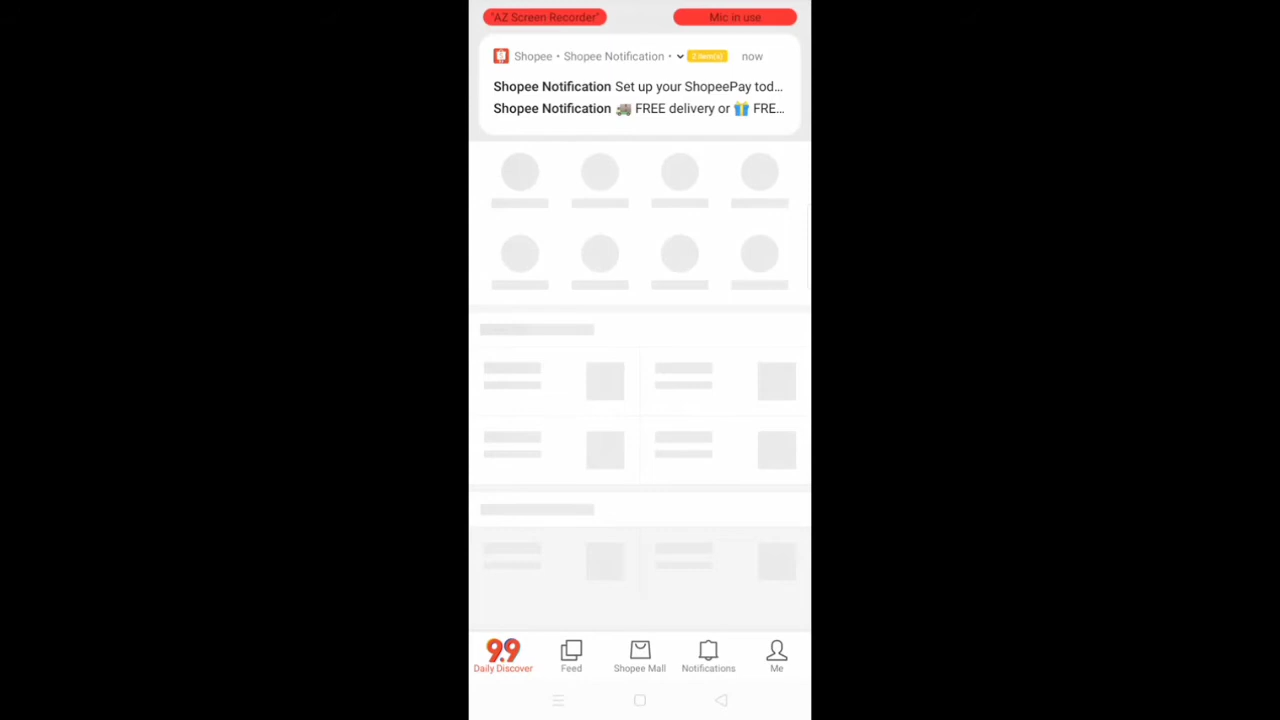 "AZ Screen Recorder" Mic in use
Shopee • Shopee Notification • 2 item(s) now
Shopee Notification Set up your ShopeePay tod...
Shopee Notification 🚚 FREE delivery or 🎁 FRE...
9.9
Daily Discover Feed Shopee Mall Notifications Me